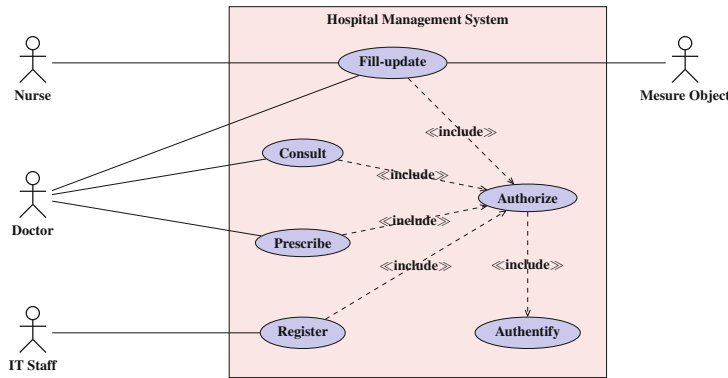 Hospital Management System
Fill-update
Nurse
Mesure Object
≪include≫
Consult
≪include≫
Authorize
Doctor
Prescribe
≪include≫
≪include≫
≪include≫
Register
Authentify
IT Staff